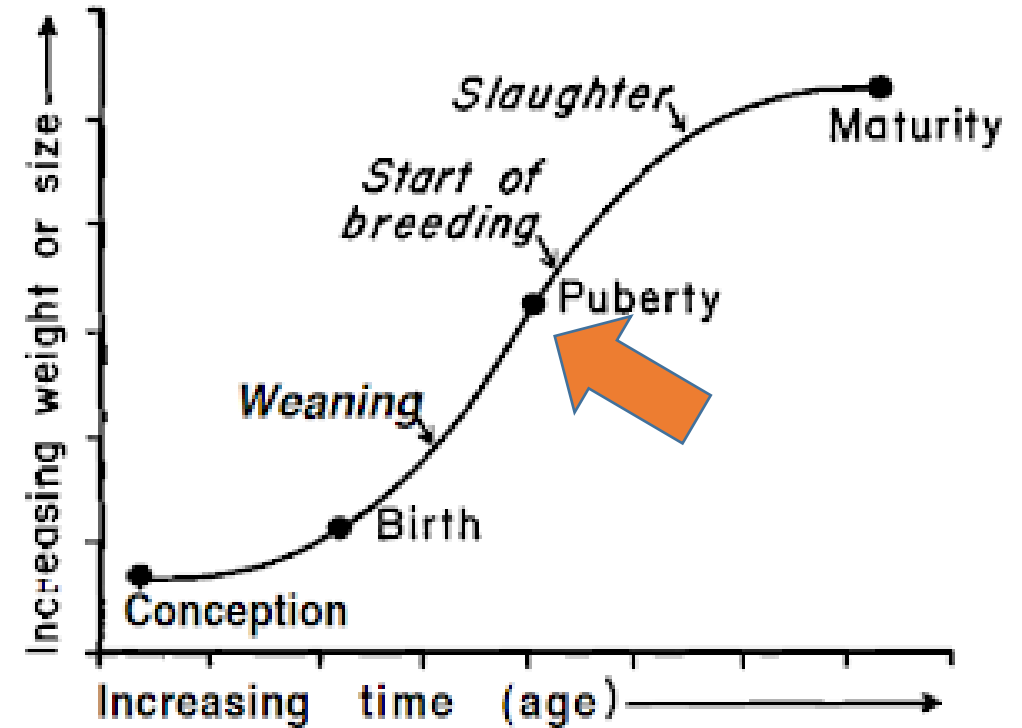 Increasing weight or size
Slaughter
Maturity
Start of
breeding
Puberty
Weaning
Birth
Conception
Increasing time (age)